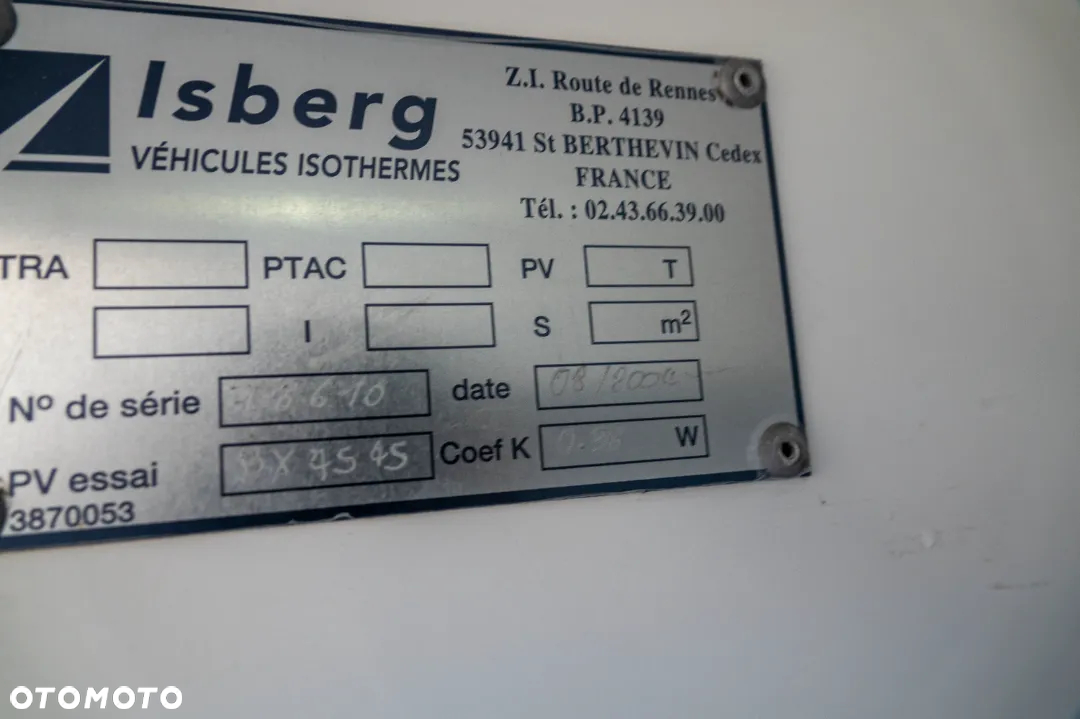 Isberg
VÉHICULES ISOTHERMES
Z.I. Route de Rennes
B.P. 4139
53941 St BERTHEVIN Cedex
FRANCE
Tél. : 02.43.66.39.00
TRA PTAC PV T
I S m²
Nº de série date
PV essai BX 4545 Coef K W
3870053
OTOMOTO